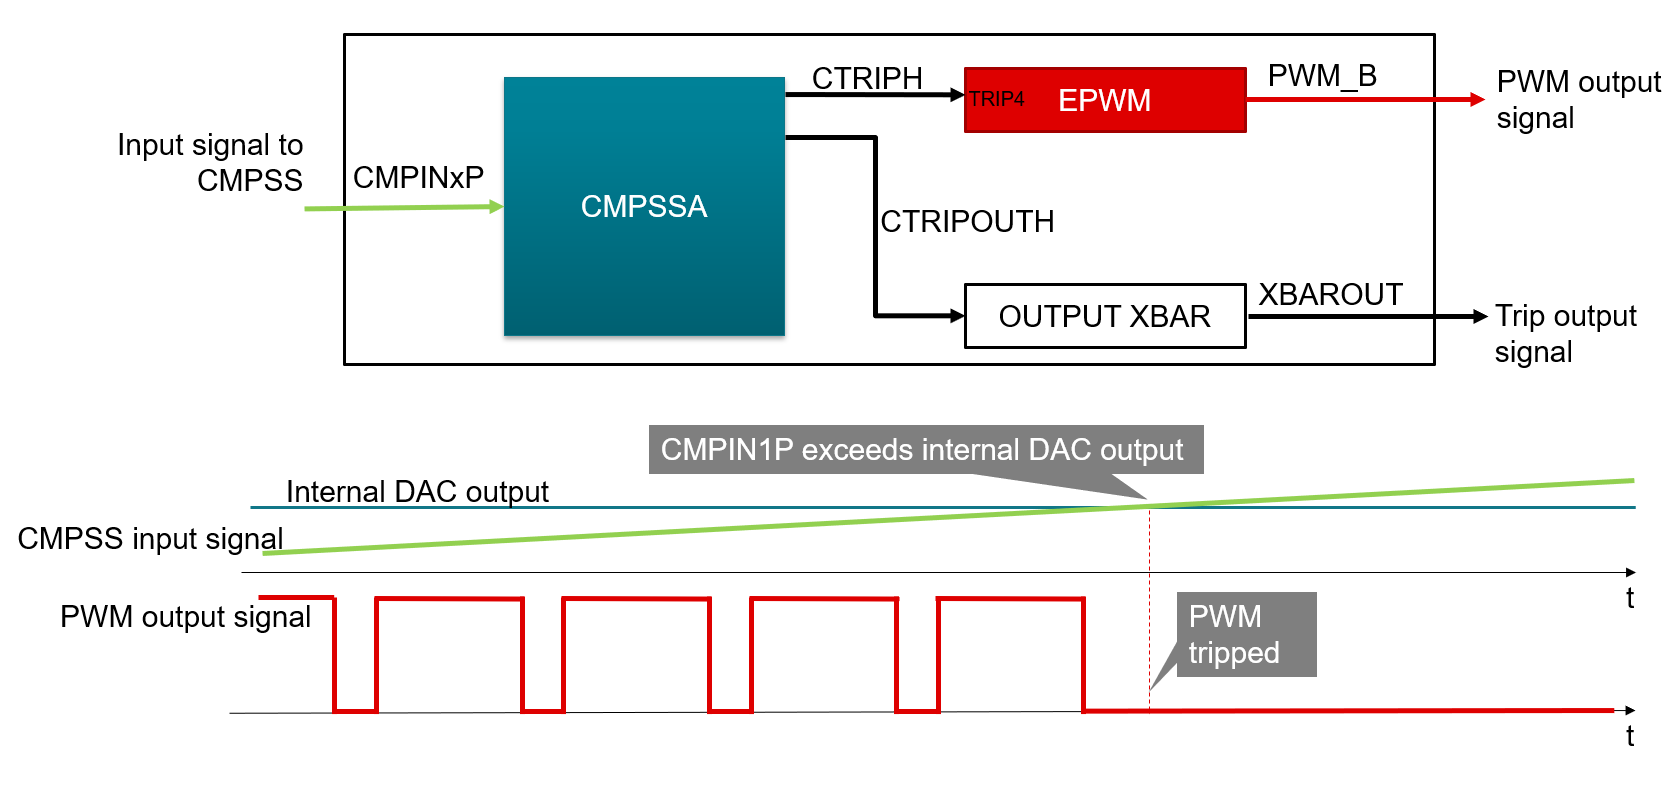 Input signal to
CMPSS
CMPINxP
CMPSSA
CTRIPH
CTRIPOUTH
TRIP4
EPWM
PWM_B
PWM output
signal
OUTPUT XBAR
XBAROUT
Trip output
signal
CMPIN1P exceeds internal DAC output
Internal DAC output
CMPSS input signal
t
PWM output signal
PWM
tripped
t